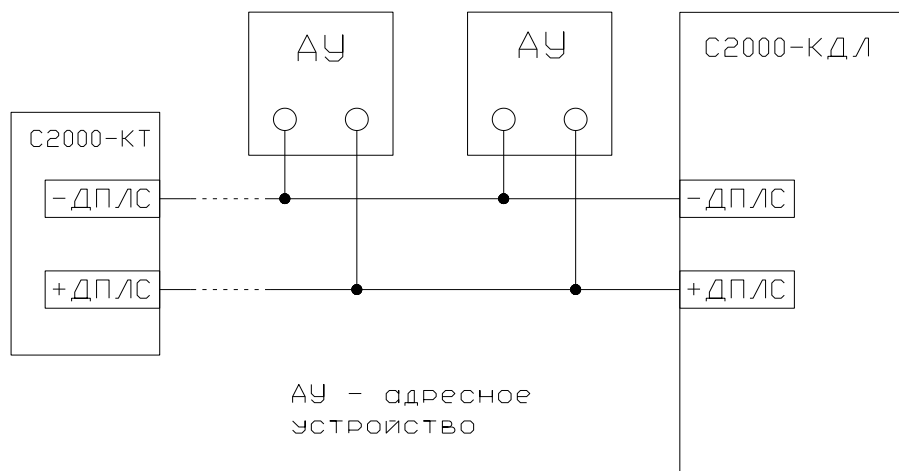 АУ
АУ
С2000-КДЛ
С2000-КТ
-ДПЛС
-ДПЛС
+ДПЛС
+ДПЛС
АУ - адресное
устройство